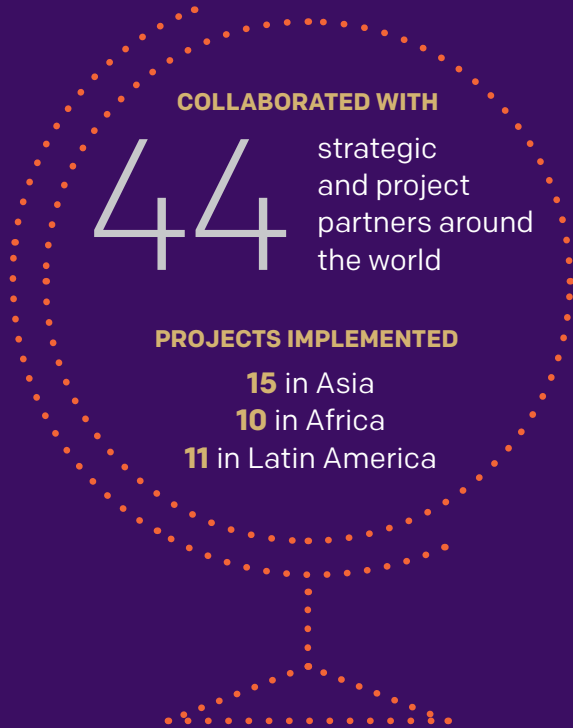 COLLABORATED WITH
44
strategic
and project
partners around
the world
PROJECTS IMPLEMENTED
15 in Asia
10 in Africa
11 in Latin America